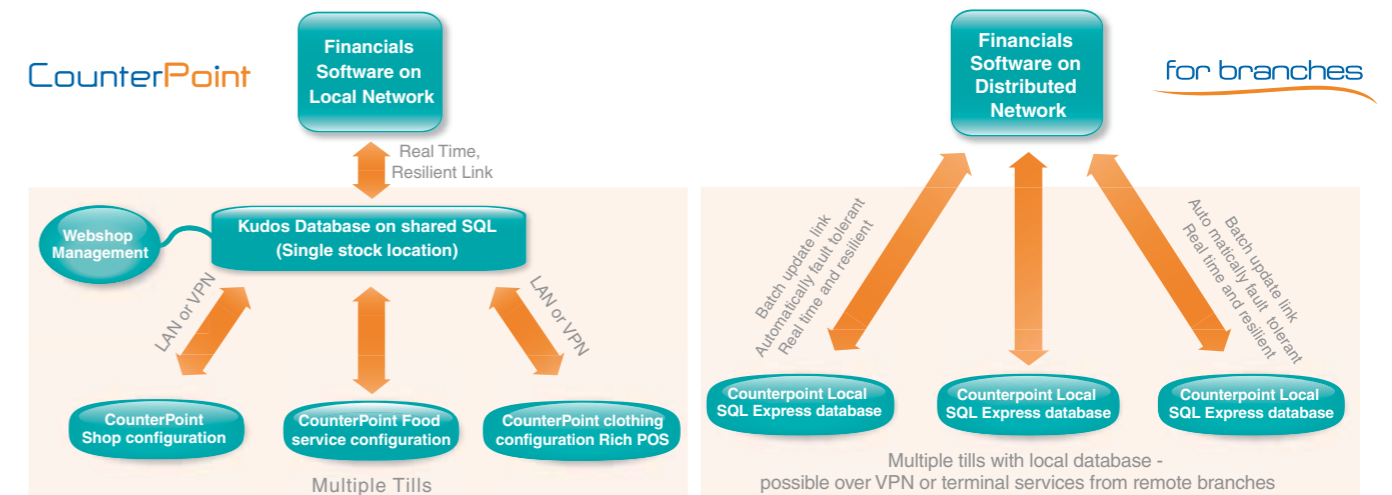 CounterPoint
Financials
Software on
Local Network
Real Time,
Resilient Link
Webshop
Management
Kudos Database on shared SQL
(Single stock location)
LAN or VPN
LAN or VPN
CounterPoint
Shop configuration
CounterPoint Food
service configuration
CounterPoint clothing
configuration Rich POS
Multiple Tills
for branches
Financials
Software on
Distributed
Network
Batch update link
Automatically fault tolerant
Real time and resilient
Batch update link
Auto matically fault tolerant
Real time and resilient
Counterpoint Local
SQL Express database
Counterpoint Local
SQL Express database
Counterpoint Local
SQL Express database
Multiple tills with local database -
possible over VPN or terminal services from remote branches